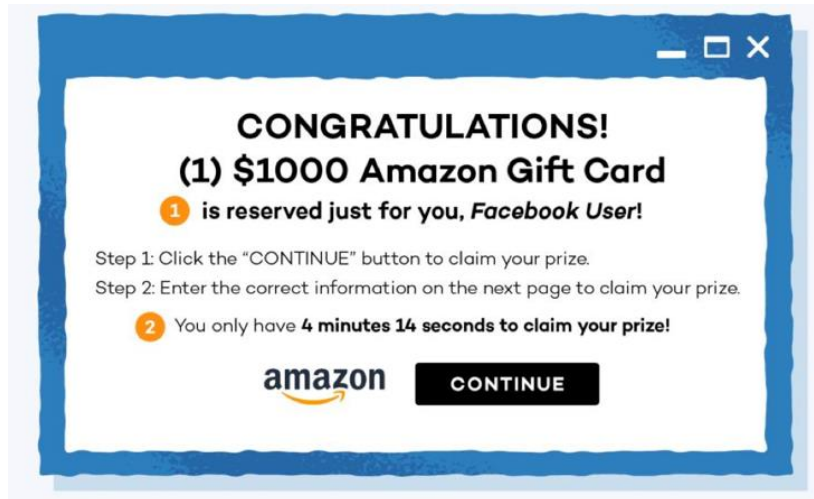 CONGRATULATIONS!
(1) $1000 Amazon Gift Card
1 is reserved just for you, Facebook User!
Step 1: Click the “CONTINUE” button to claim your prize.
Step 2: Enter the correct information on the next page to claim your prize.
2 You only have 4 minutes 14 seconds to claim your prize!
amazon CONTINUE